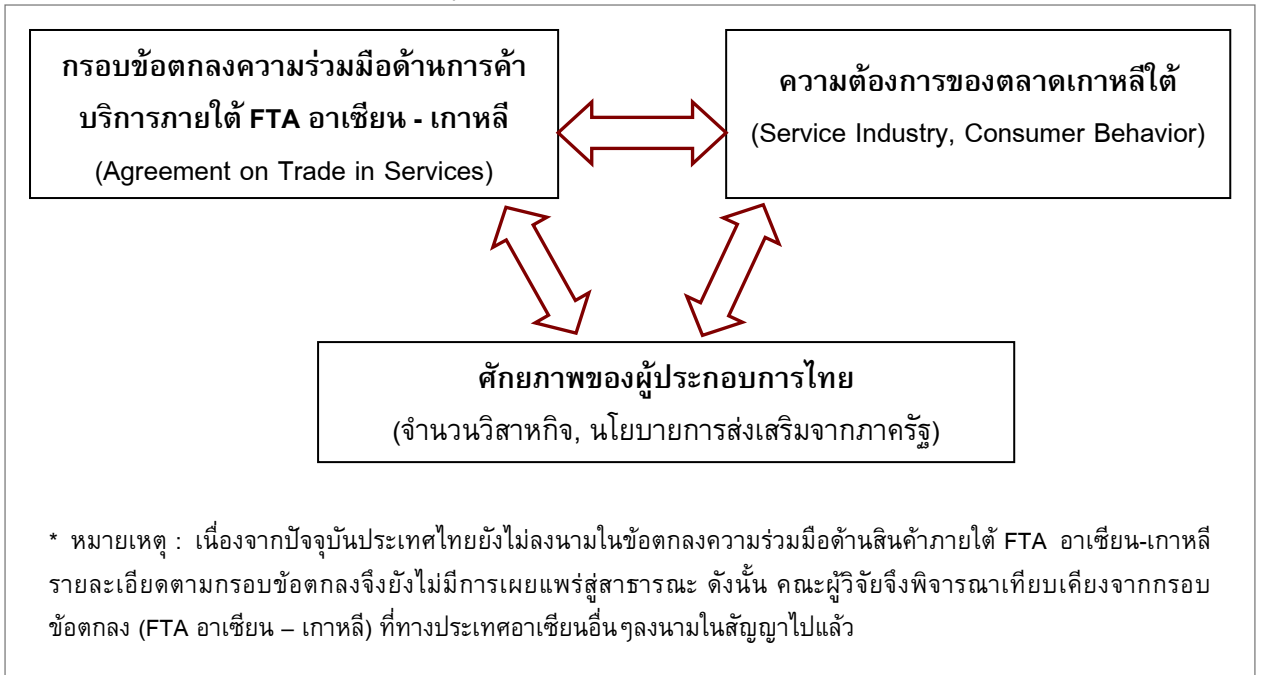 กรอบข้อตกลงความร่วมมือด้านการค้า
บริการภายใต้ FTA อาเซียน - เกาหลี
(Agreement on Trade in Services)
ความต้องการของตลาดเกาหลีใต้
(Service Industry, Consumer Behavior)
ศักยภาพของผู้ประกอบการไทย
(จำนวนวิสาหกิจ, นโยบายการส่งเสริมจากภาครัฐ)
* หมายเหตุ : เนื่องจากปัจจุบันประเทศไทยยังไม่ลงนามในข้อตกลงความร่วมมือด้านสินค้าภายใต้ FTA อาเซียน-เกาหลี
รายละเอียดตามกรอบข้อตกลงจึงยังไม่มีการเผยแพร่สู่สาธารณะ ดังนั้น คณะผู้วิจัยจึงพิจารณาเทียบเคียงจากกรอบ
ข้อตกลง (FTA อาเซียน – เกาหลี) ที่ทางประเทศอาเซียนอื่นๆลงนามในสัญญาไปแล้ว